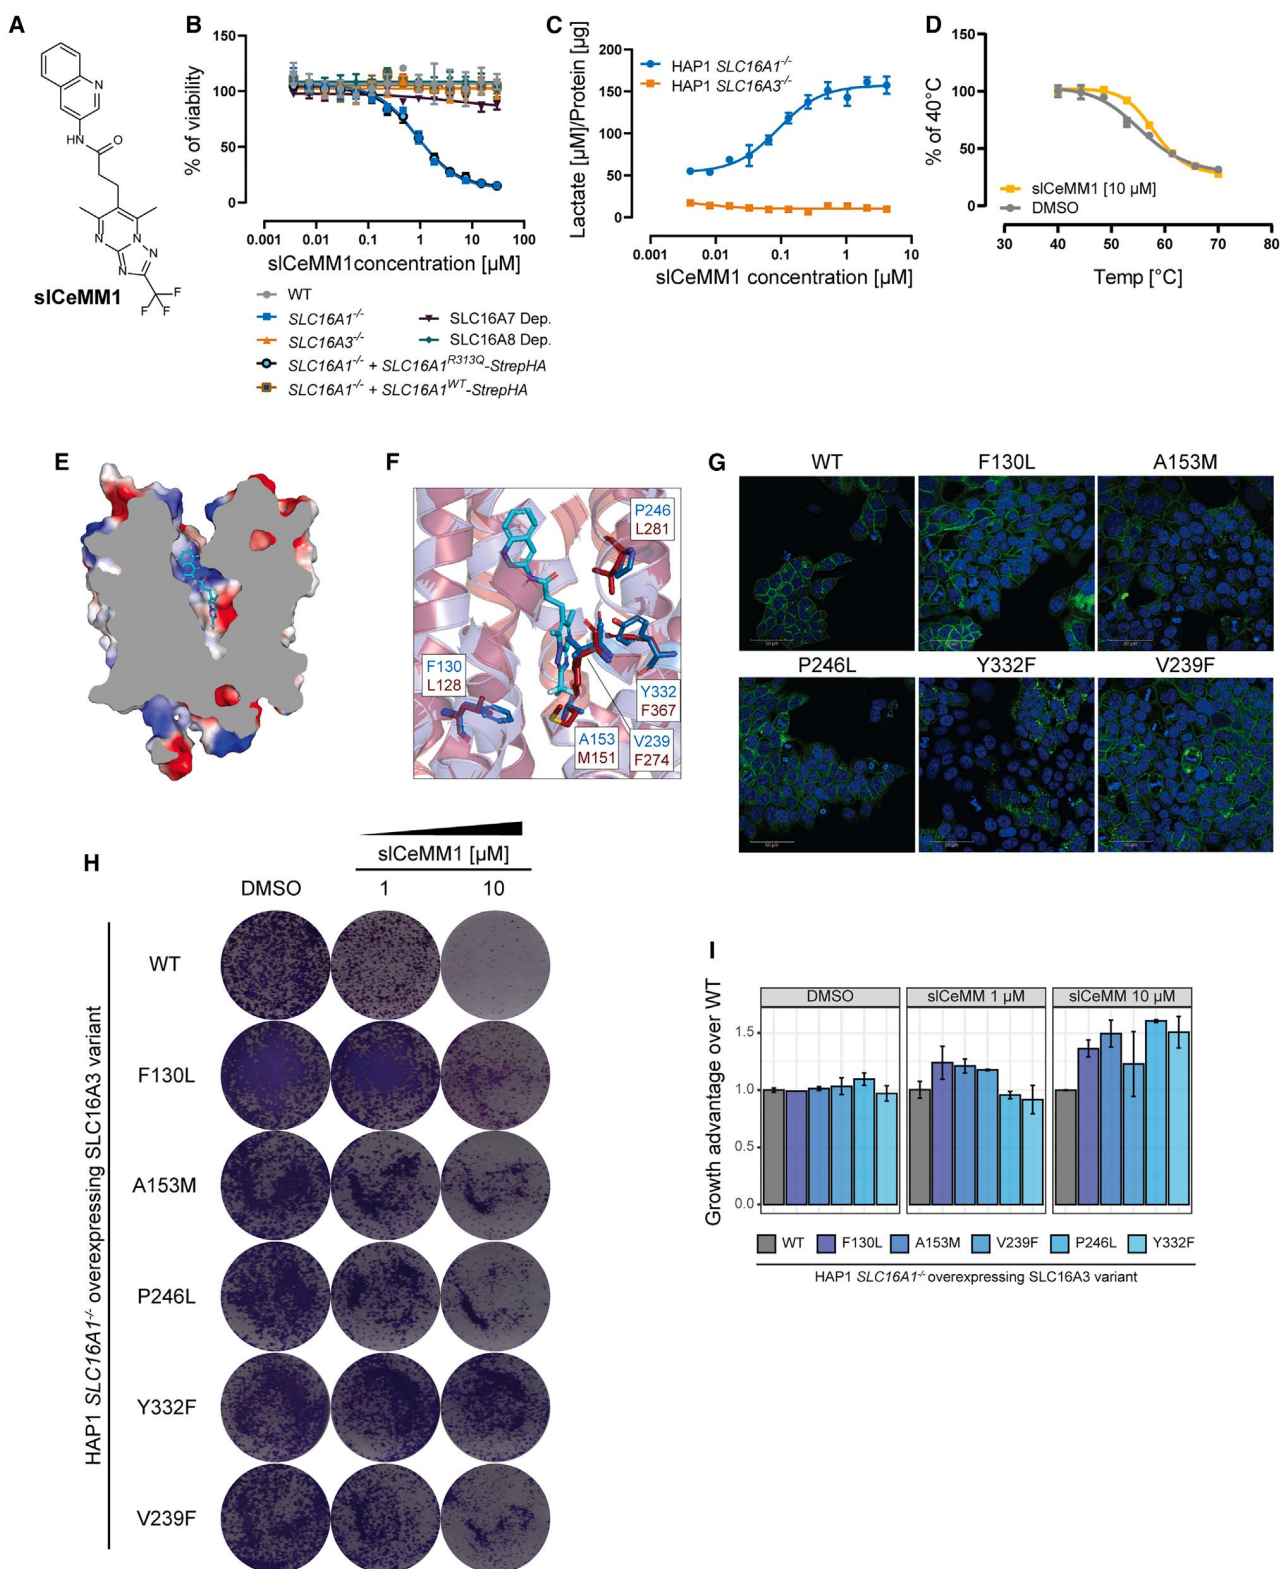 A
N
HN
O
N
N
N
N
N
F
F
F
slCeMM1
B
% of viability
150
100
50
0
0.001 0.01 0.1 1 10 100
slCeMM1concentration [µM]
WT
SLC16A1-/-
SLC16A3-/-
SLC16A1-/- + SLC16A1R313Q-StrepHA
SLC16A1-/- + SLC16A1WT-StrepHA
SLC16A7 Dep.
SLC16A8 Dep.
C
Lactate [µM]/Protein [µg]
200
150
100
50
0
HAP1 SLC16A1-/-
HAP1 SLC16A3-/-
0.001 0.01 0.1 1 10
slCeMM1 concentration [µM]
D
% of 40°C
150
100
50
0
slCeMM1 [10 µM]
DMSO
30 40 50 60 70 80
Temp [°C]
E
F
P246
L281
F130
L128
Y332
F367
A153
M151
V239
F274
G
WT F130L A153M
P246L Y332F V239F
H
slCeMM1 [µM]
DMSO 1 10
HAP1 SLC16A1-/- overexpressing SLC16A3 variant
WT
F130L
A153M
P246L
Y332F
V239F
I
Growth advantage over WT
DMSO slCeMM 1 µM slCeMM 10 µM
1.5
1.0
0.5
0.0
WT F130L A153M V239F P246L Y332F
HAP1 SLC16A1-/- overexpressing SLC16A3 variant